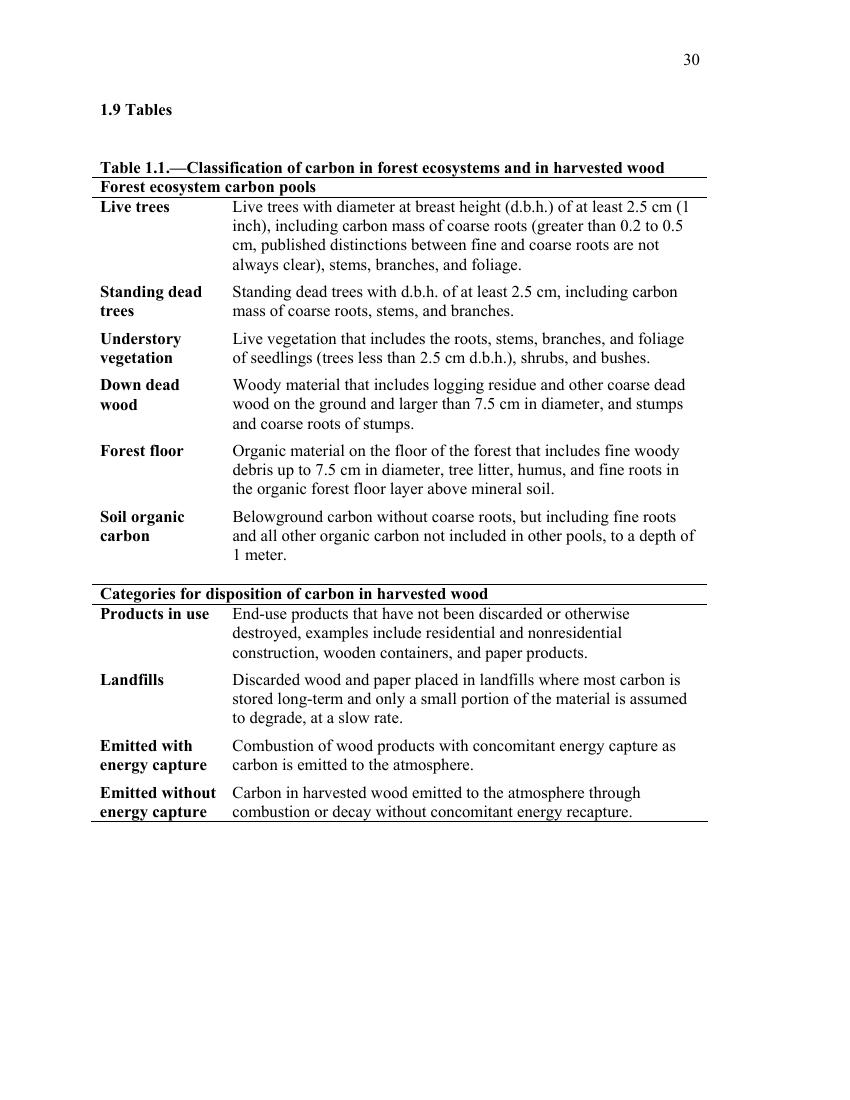 30
1.9 Tables
Table 1.1.—Classification of carbon in forest ecosystems and in harvested wood
Forest ecosystem carbon pools
Live trees Live trees with diameter at breast height (d.b.h.) of at least 2.5 cm (1
inch), including carbon mass of coarse roots (greater than 0.2 to 0.5
cm, published distinctions between fine and coarse roots are not
always clear), stems, branches, and foliage.
Standing dead Standing dead trees with d.b.h. of at least 2.5 cm, including carbon
trees mass of coarse roots, stems, and branches.
Understory Live vegetation that includes the roots, stems, branches, and foliage
vegetation of seedlings (trees less than 2.5 cm d.b.h.), shrubs, and bushes.
Down dead Woody material that includes logging residue and other coarse dead
wood wood on the ground and larger than 7.5 cm in diameter, and stumps
and coarse roots of stumps.
Forest floor Organic material on the floor of the forest that includes fine woody
debris up to 7.5 cm in diameter, tree litter, humus, and fine roots in
the organic forest floor layer above mineral soil.
Soil organic Belowground carbon without coarse roots, but including fine roots
carbon and all other organic carbon not included in other pools, to a depth of
1 meter.
Categories for disposition of carbon in harvested wood
Products in use End-use products that have not been discarded or otherwise
destroyed, examples include residential and nonresidential
construction, wooden containers, and paper products.
Landfills Discarded wood and paper placed in landfills where most carbon is
stored long-term and only a small portion of the material is assumed
to degrade, at a slow rate.
Emitted with Combustion of wood products with concomitant energy capture as
energy capture carbon is emitted to the atmosphere.
Emitted without Carbon in harvested wood emitted to the atmosphere through
energy capture combustion or decay without concomitant energy recapture.